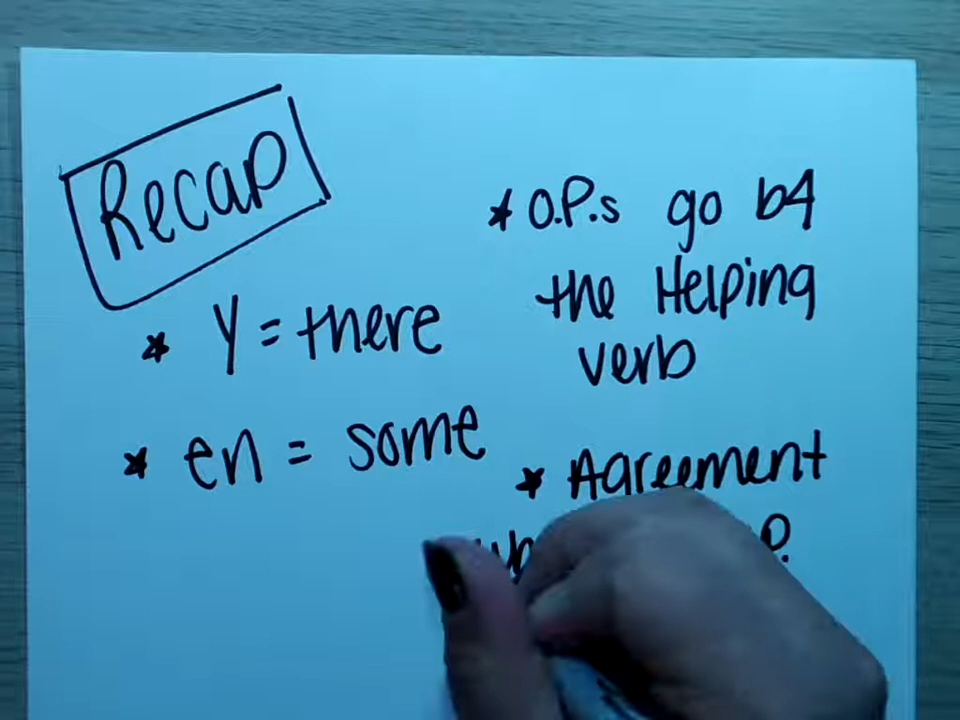 Recap
* Y = there
* en = some
* O.P.s go b4
the Helping
verb
* Agreement